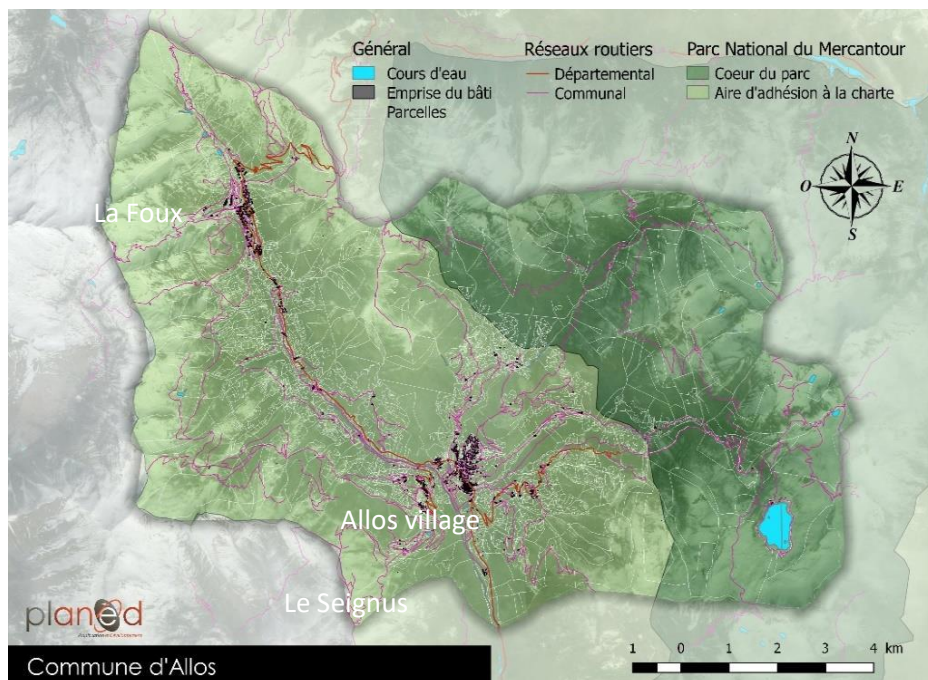 Général
Cours d'eau
Emprise du bâti
Parcelles
Réseaux routiers
Départemental
Communal
Parc National du Mercantour
Coeur du parc
Aire d'adhésion à la charte
N
O
E
S
La Foux
Allos village
Le Seignus
planed
Commune d'Allos
1 0 1 2 3 4 km